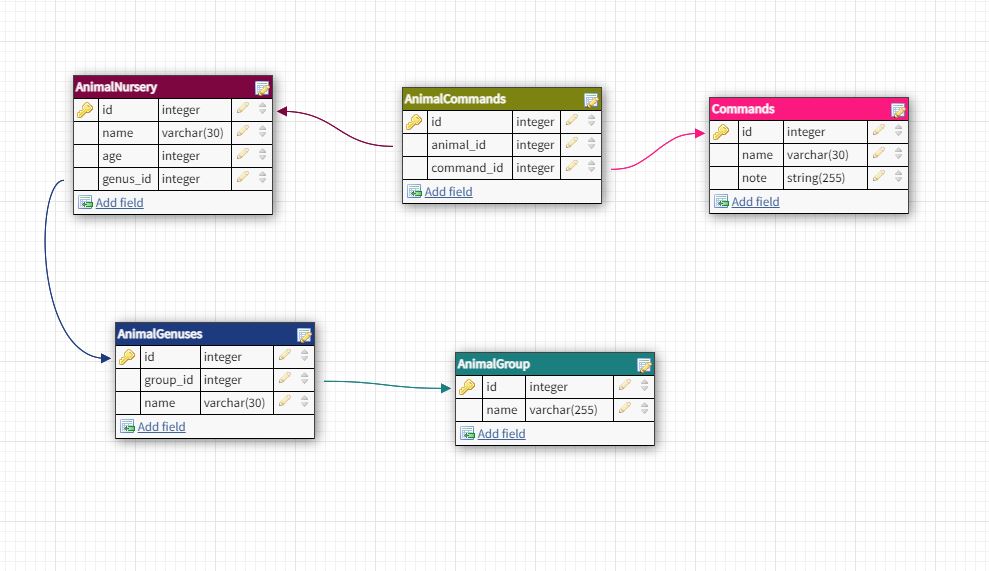 AnimalNursery
id integer
name varchar(30)
age integer
genus_id integer
Add field
AnimalCommands
id integer
animal_id integer
command_id integer
Add field
Commands
id integer
name varchar(30)
note string(255)
Add field
AnimalGenuses
id integer
group_id integer
name varchar(30)
Add field
AnimalGroup
id integer
name varchar(255)
Add field